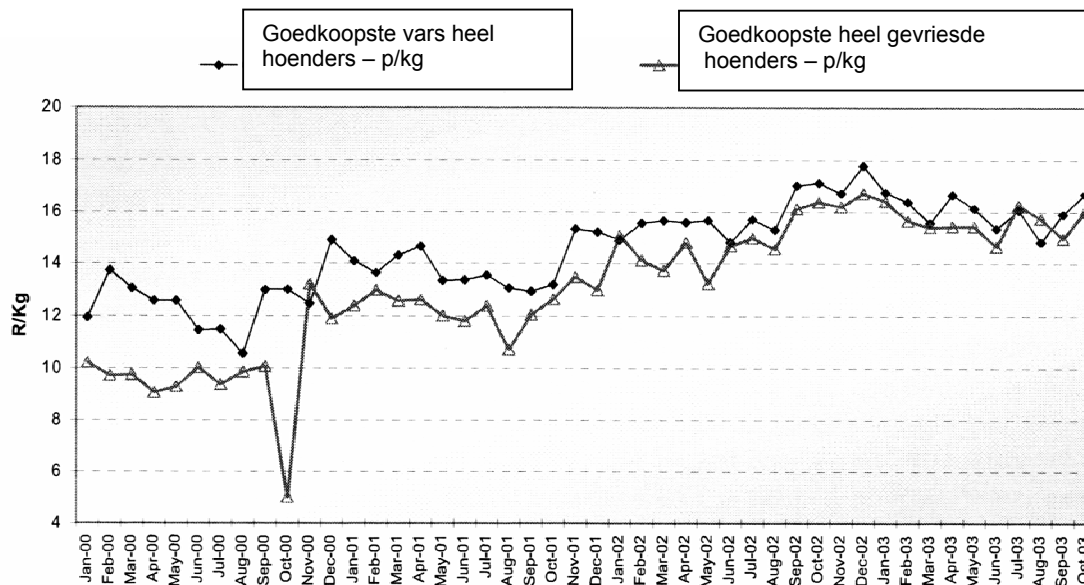 Goedkoopste vars heel
hoenders – p/kg
Goedkoopste heel gevriesde
hoenders – p/kg
R/Kg
20
18
16
14
12
10
8
6
4
Jan-00
Feb-00
Mar-00
Apr-00
May-00
Jun-00
Jul-00
Aug-00
Sep-00
Oct-00
Nov-00
Dec-00
Jan-01
Feb-01
Mar-01
Apr-01
May-01
Jun-01
Jul-01
Aug-01
Sep-01
Oct-01
Nov-01
Dec-01
Jan-02
Feb-02
Mar-02
Apr-02
May-02
Jun-02
Jul-02
Aug-02
Sep-02
Oct-02
Nov-02
Dec-02
Jan-03
Feb-03
Mar-03
Apr-03
May-03
Jun-03
Jul-03
Aug-03
Sep-03